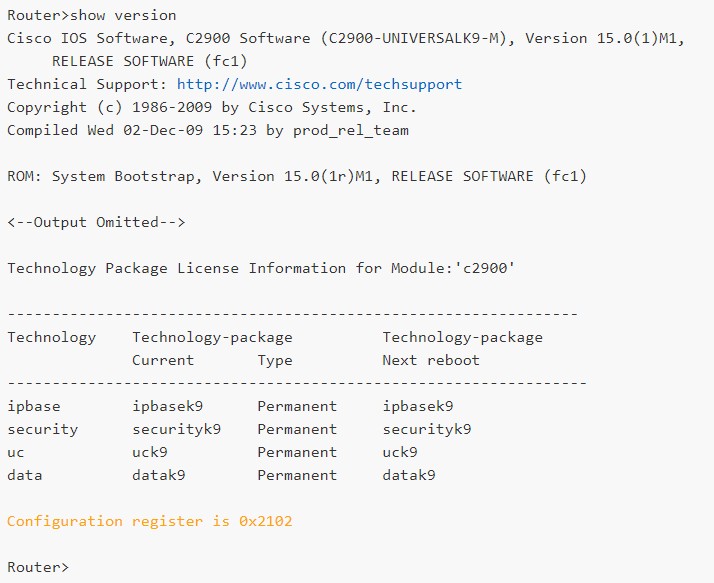 Router>show version
Cisco IOS Software, C2900 Software (C2900-UNIVERSALK9-M), Version 15.0(1)M1,
     RELEASE SOFTWARE (fc1)
Technical Support: http://www.cisco.com/techsupport
Copyright (c) 1986-2009 by Cisco Systems, Inc.
Compiled Wed 02-Dec-09 15:23 by prod_rel_team

ROM: System Bootstrap, Version 15.0(1r)M1, RELEASE SOFTWARE (fc1)

<--Output Omitted-->

Technology Package License Information for Module:'c2900'

----------------------------------------------------------------
Technology    Technology-package          Technology-package
              Current       Type          Next reboot
-----------------------------------------------------------------
ipbase        ipbasek9      Permanent     ipbasek9
security      securityk9    Permanent     securityk9
uc            uck9          Permanent     uck9
data          datak9        Permanent     datak9

Configuration register is 0x2102

Router>